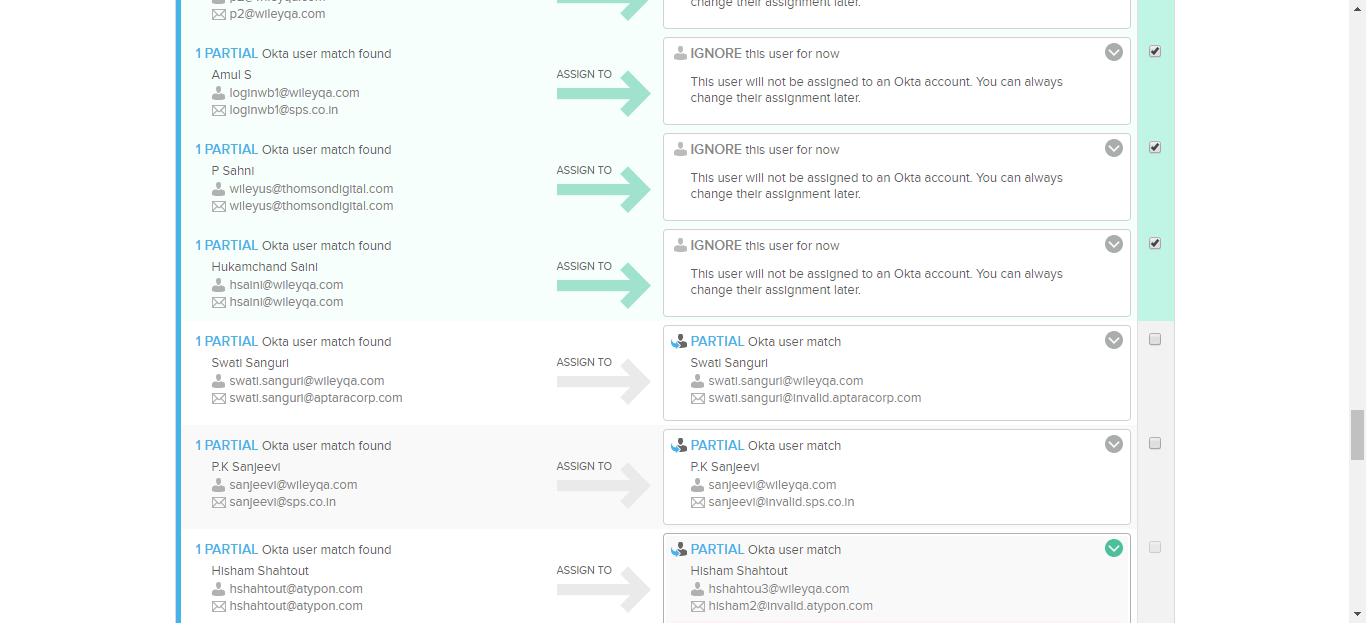 p2@wileyqa.com
change their assignment later.
1 PARTIAL Okta user match found
Amul S
loginwb1@wileyqa.com
loginwb1@sps.co.in
ASSIGN TO
IGNORE this user for now
This user will not be assigned to an Okta account. You can always
change their assignment later.
1 PARTIAL Okta user match found
P Sahni
wileyus@thomsondigital.com
wileyus@thomsondigital.com
ASSIGN TO
IGNORE this user for now
This user will not be assigned to an Okta account. You can always
change their assignment later.
1 PARTIAL Okta user match found
Hukamchand Saini
hsaini@wileyqa.com
hsaini@wileyqa.com
ASSIGN TO
IGNORE this user for now
This user will not be assigned to an Okta account. You can always
change their assignment later.
1 PARTIAL Okta user match found
Swati Sanguri
swati.sanguri@wileyqa.com
swati.sanguri@aptaracorp.com
ASSIGN TO
PARTIAL Okta user match
Swati Sanguri
swati.sanguri@wileyqa.com
swati.sanguri@invalid.aptaracorp.com
1 PARTIAL Okta user match found
P.K Sanjeevi
sanjeevi@wileyqa.com
sanjeevi@sps.co.in
ASSIGN TO
PARTIAL Okta user match
P.K Sanjeevi
sanjeevi@wileyqa.com
sanjeevi@invalid.sps.co.in
1 PARTIAL Okta user match found
Hisham Shahtout
hshahtout@atypon.com
hshahtout@atypon.com
ASSIGN TO
PARTIAL Okta user match
Hisham Shahtout
hshahtou3@wileyqa.com
hisham2@invalid.atypon.com